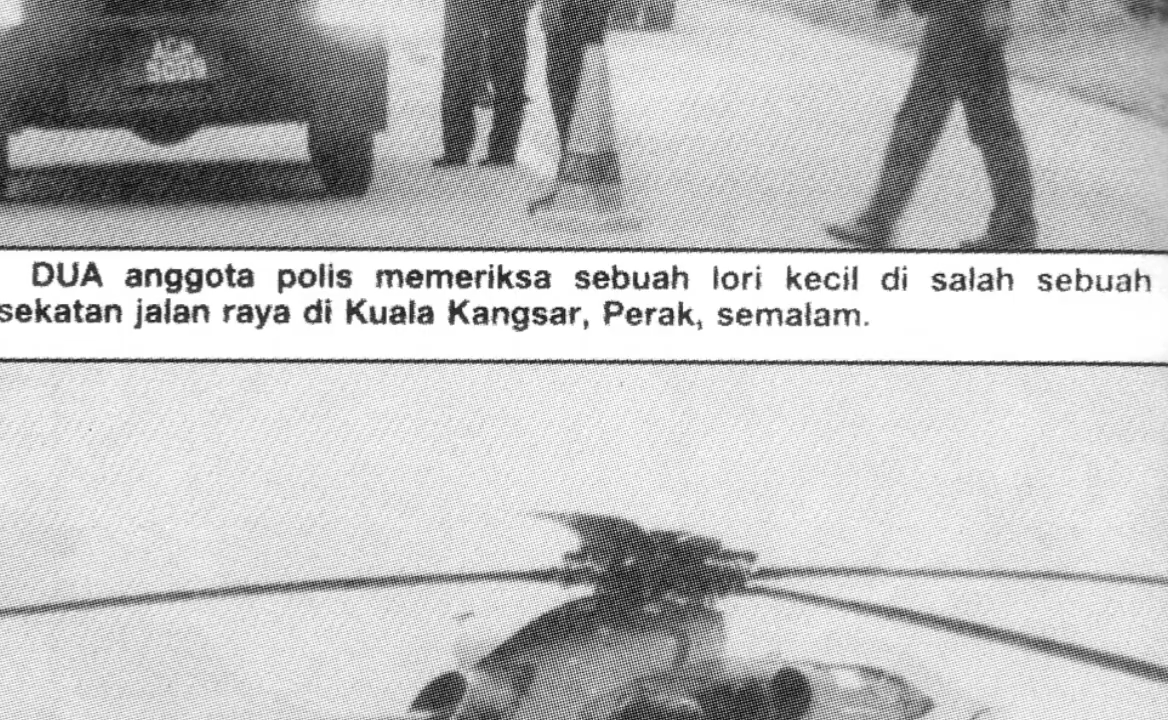 DUA anggota polis memeriksa sebuah lori kecil di salah sebuah
sekatan jalan raya di Kuala Kangsar, Perak, semalam.